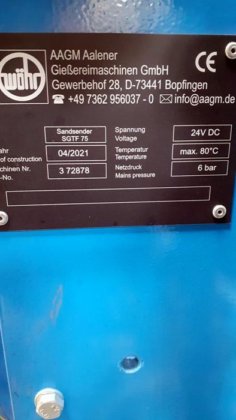 wöhr
AAGM Aalener
Gießereimaschinen GmbH
Gewerbehof 28, D-73441 Bopfingen
☎ +49 7362 956037 - 0 ✉ info@aagm.de
CE
Sandsender
SGTF 75
Spannung
Voltage
24V DC
ahr
of construction
04/2021
Temperatur
Temperature
max. 80°C
schinen Nr.
-No.
3 72878
Netzdruck
Mains pressure
6 bar